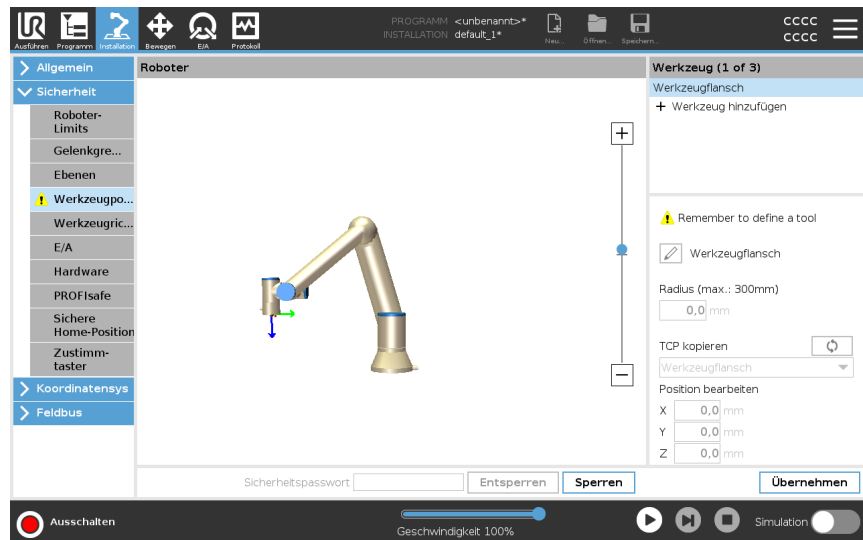 PROGRAMM <unbenannt>*
INSTALLATION default_1*
Ausführen
Programm
Installation
Bewegen
E/A
Protokoll
Neu...
Öffnen...
Speichern...
CCCC
CCCC
Allgemein
Sicherheit
Roboter-
Limits
Gelenkgre...
Ebenen
Werkzeugpo...
Werkzeugric...
E/A
Hardware
PROFIsafe
Sichere
Home-Position
Zustimm-
taster
Koordinatensys
Feldbus
Roboter
Werkzeug (1 of 3)
Werkzeugflansch
+ Werkzeug hinzufügen
Remember to define a tool
Werkzeugflansch
Radius (max.: 300mm)
0,0 mm
TCP kopieren
Werkzeugflansch
Position bearbeiten
X 0,0 mm
Y 0,0 mm
Z 0,0 mm
Sicherheitspasswort
Entsperren
Sperren
Übernehmen
Ausschalten
Geschwindigkeit 100%
Simulation